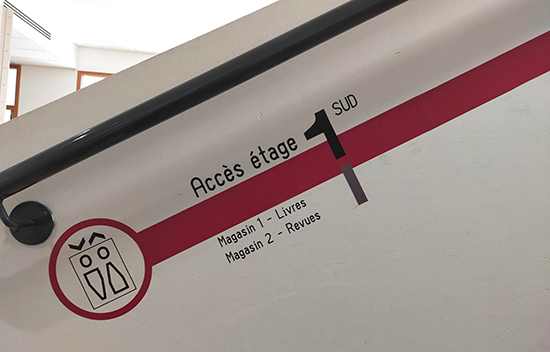 Accès étage 1 SUD
Magasin 1 - Livres
Magasin 2 - Revues